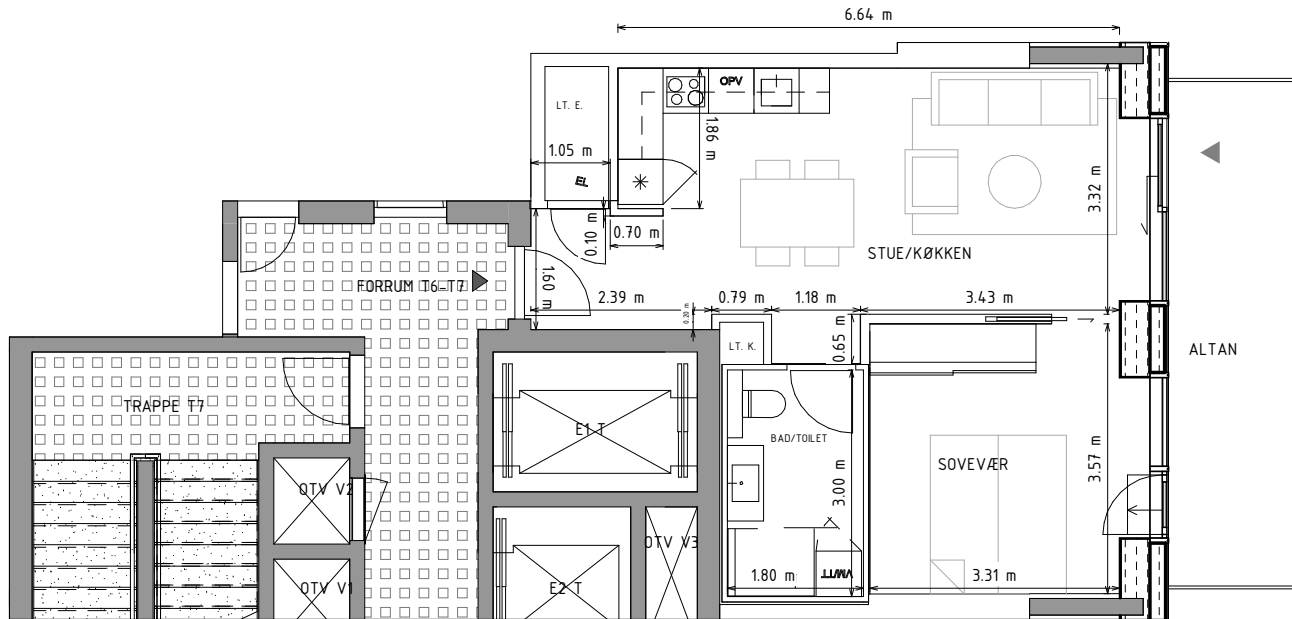 6.64 m
OPV
LT. E.
1.86 m
1.05 m
EL
3.32 m
0.10 m
0.70 m
STUE/KØKKEN
FORRUM T6-T7
1.60 m
2.39 m
0.79 m
1.18 m
3.43 m
0.20 m
LT. K.
0.65 m
ALTAN
TRAPPE T7
E1 T
BAD/TOILET
SOVEVÆR
3.57 m
3.00 m
OTV V2
OTV V3
VM/TT
1.80 m
3.31 m
OTV V1
E2 T